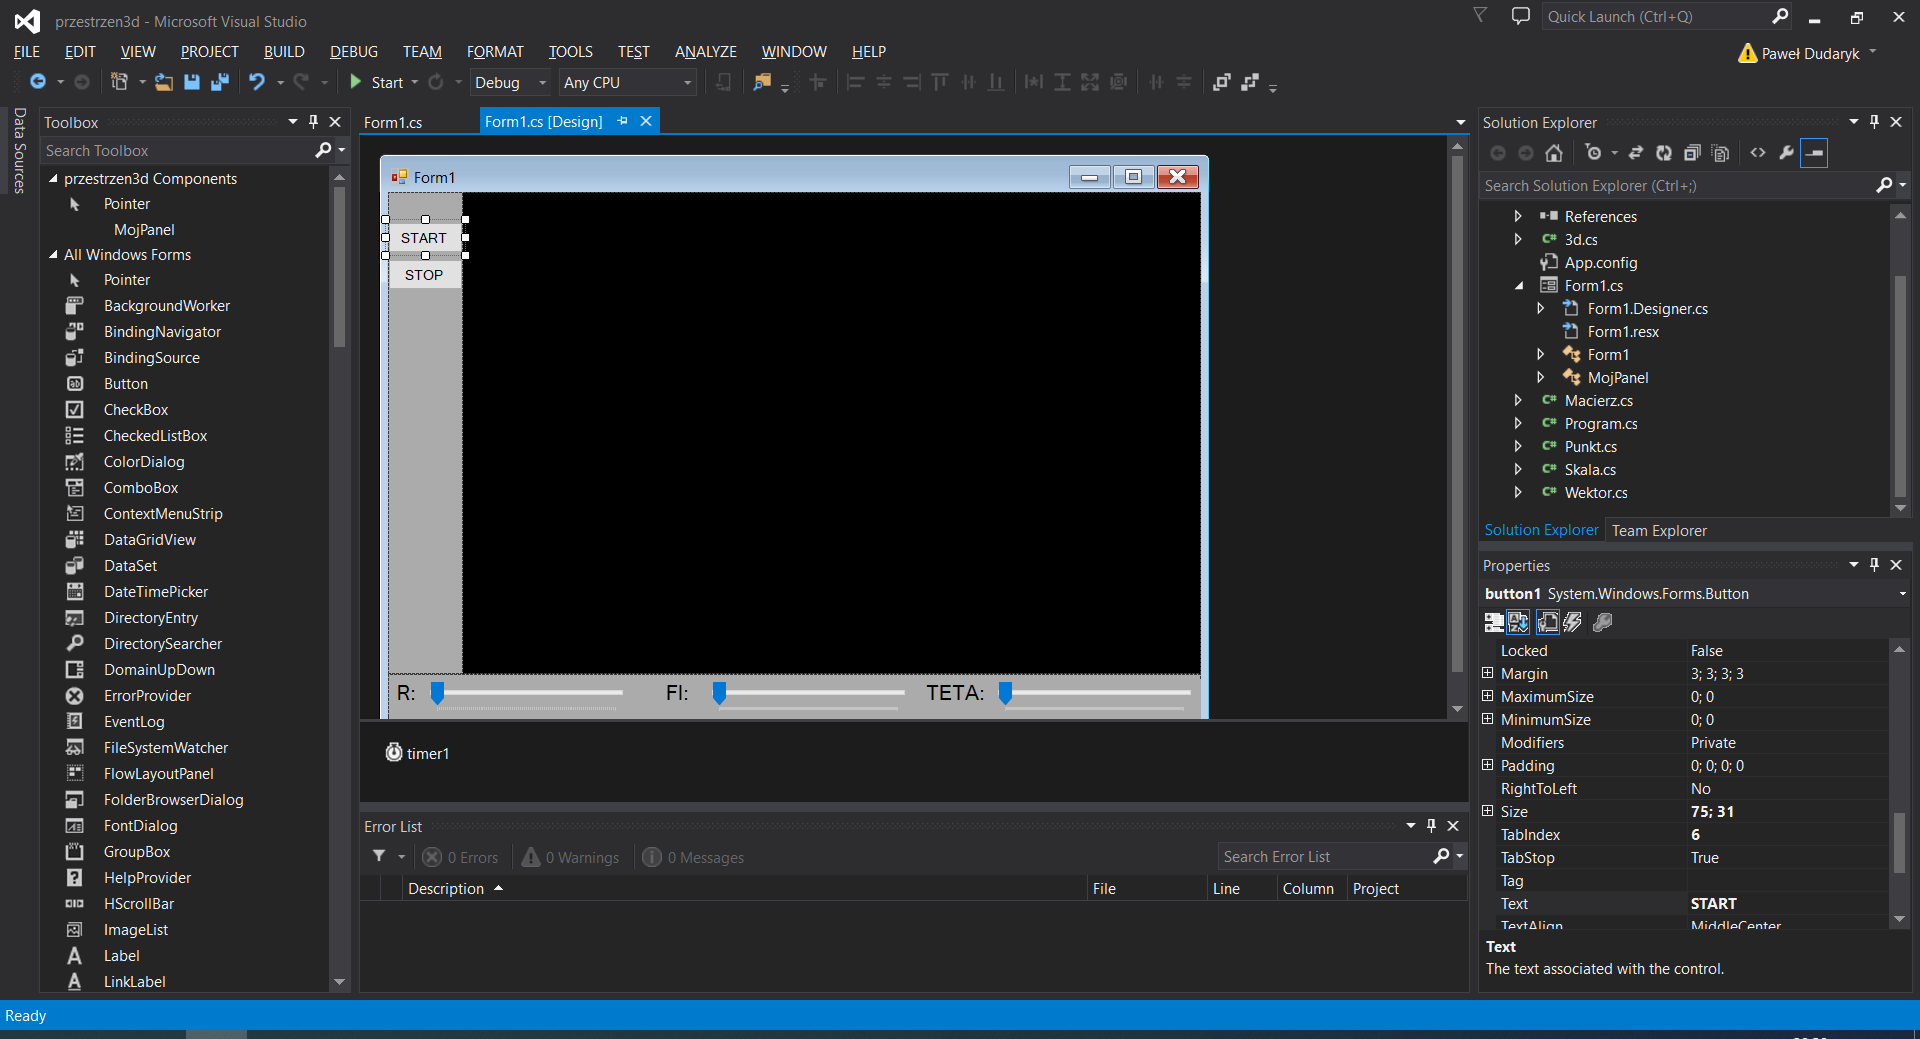 przestrzen3d - Microsoft Visual Studio
Quick Launch (Ctrl+Q)
FILE EDIT VIEW PROJECT BUILD DEBUG TEAM FORMAT TOOLS TEST ANALYZE WINDOW HELP
Paweł Dudaryk
Start Debug Any CPU
Data Sources
Toolbox
Search Toolbox
przestrzen3d Components
Pointer
MojPanel
All Windows Forms
Pointer
BackgroundWorker
BindingNavigator
BindingSource
Button
CheckBox
CheckedListBox
ColorDialog
ComboBox
ContextMenuStrip
DataGridView
DataSet
DateTimePicker
DirectoryEntry
DirectorySearcher
DomainUpDown
ErrorProvider
EventLog
FileSystemWatcher
FlowLayoutPanel
FolderBrowserDialog
FontDialog
GroupBox
HelpProvider
HScrollBar
ImageList
Label
LinkLabel
Form1.cs
Form1.cs [Design]
Form1
START
STOP
R: FI: TETA:
timer1
Error List
0 Errors 0 Warnings 0 Messages
Search Error List
Description File Line Column Project
Solution Explorer
Search Solution Explorer (Ctrl+;)
References
3d.cs
App.config
Form1.cs
Form1.Designer.cs
Form1.resx
Form1
MojPanel
Macierz.cs
Program.cs
Punkt.cs
Skala.cs
Wektor.cs
Solution Explorer Team Explorer
Properties
button1 System.Windows.Forms.Button
Locked False
Margin 3; 3; 3; 3
MaximumSize 0; 0
MinimumSize 0; 0
Modifiers Private
Padding 0; 0; 0; 0
RightToLeft No
Size 75; 31
TabIndex 6
TabStop True
Tag
Text START
TextAlign MiddleCenter
Text
The text associated with the control.
Ready